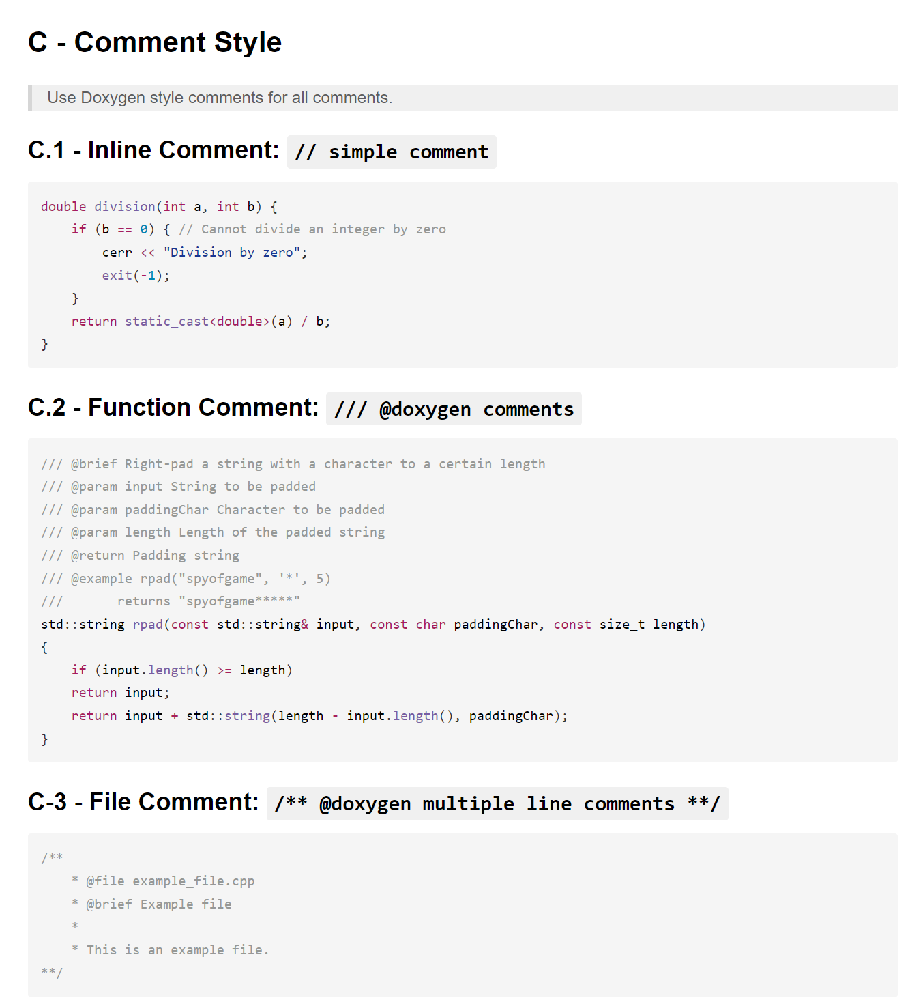 C - Comment Style
Use Doxygen style comments for all comments.
C.1 - Inline Comment: // simple comment
double division(int a, int b) {
    if (b == 0) { // Cannot divide an integer by zero
        cerr << "Division by zero";
        exit(-1);
    }
    return static_cast<double>(a) / b;
}
C.2 - Function Comment: /// @doxygen comments
/// @brief Right-pad a string with a character to a certain length
/// @param input String to be padded
/// @param paddingChar Character to be padded
/// @param length Length of the padded string
/// @return Padding string
/// @example rpad("spyofgame", '*', 5)
///       returns "spyofgame*****"
std::string rpad(const std::string& input, const char paddingChar, const size_t length)
{
    if (input.length() >= length)
    return input;
    return input + std::string(length - input.length(), paddingChar);
}
C-3 - File Comment: /** @doxygen multiple line comments **/
/**
    * @file example_file.cpp
    * @brief Example file
    *
    * This is an example file.
**/